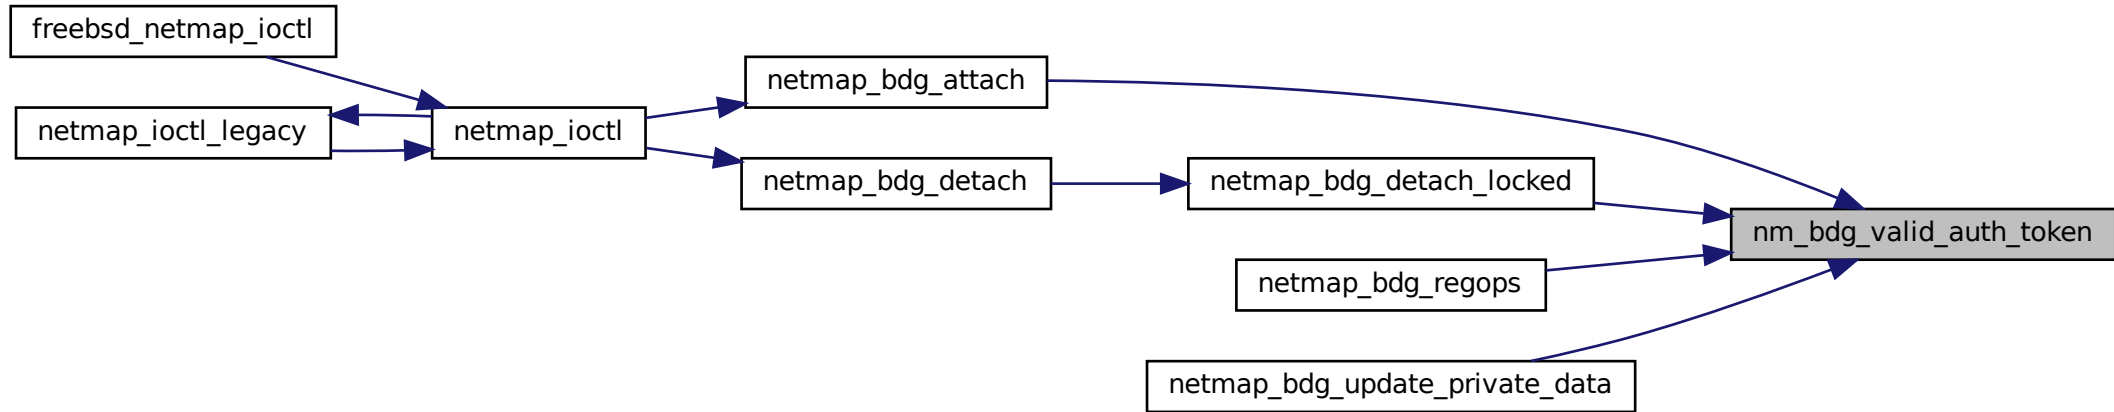 freebsd_netmap_ioctl
netmap_ioctl_legacy
netmap_ioctl
netmap_bdg_attach
netmap_bdg_detach
netmap_bdg_detach_locked
netmap_bdg_regops
netmap_bdg_update_private_data
nm_bdg_valid_auth_token